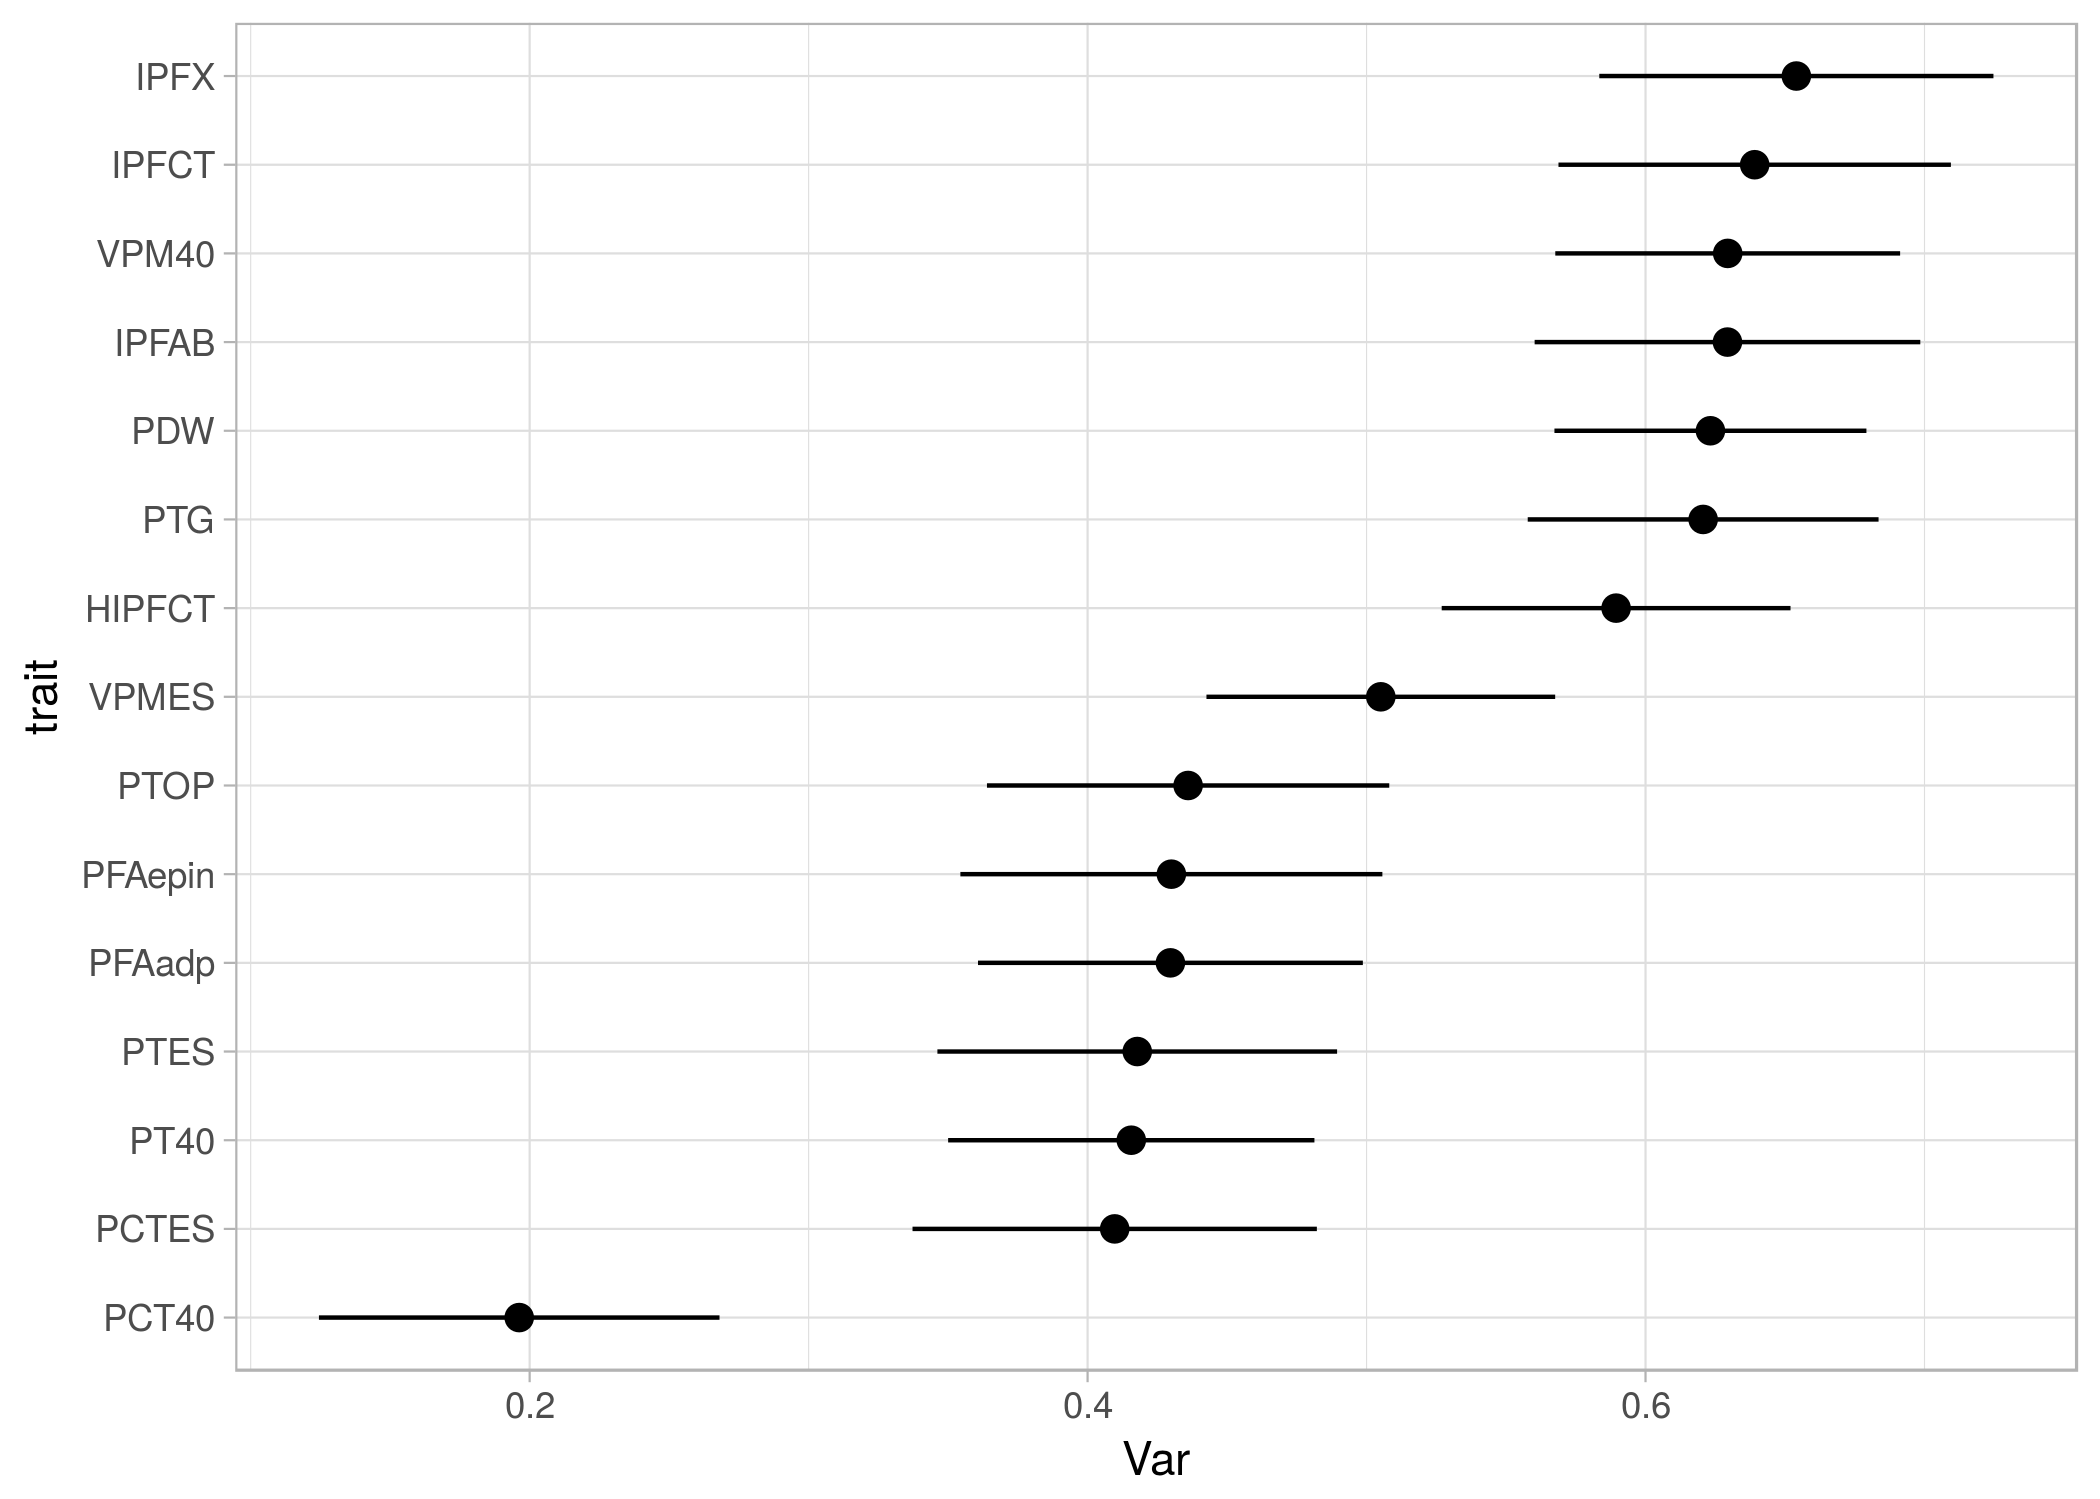 IPFX
IPFCT
VPM40
IPFAB
PDW
PTG
HIPFCT
trait
VPMES
PTOP
PFAepin
PFAadp
PTES
PT40
PCTES
PCT40
0.2 0.4 0.6
Var